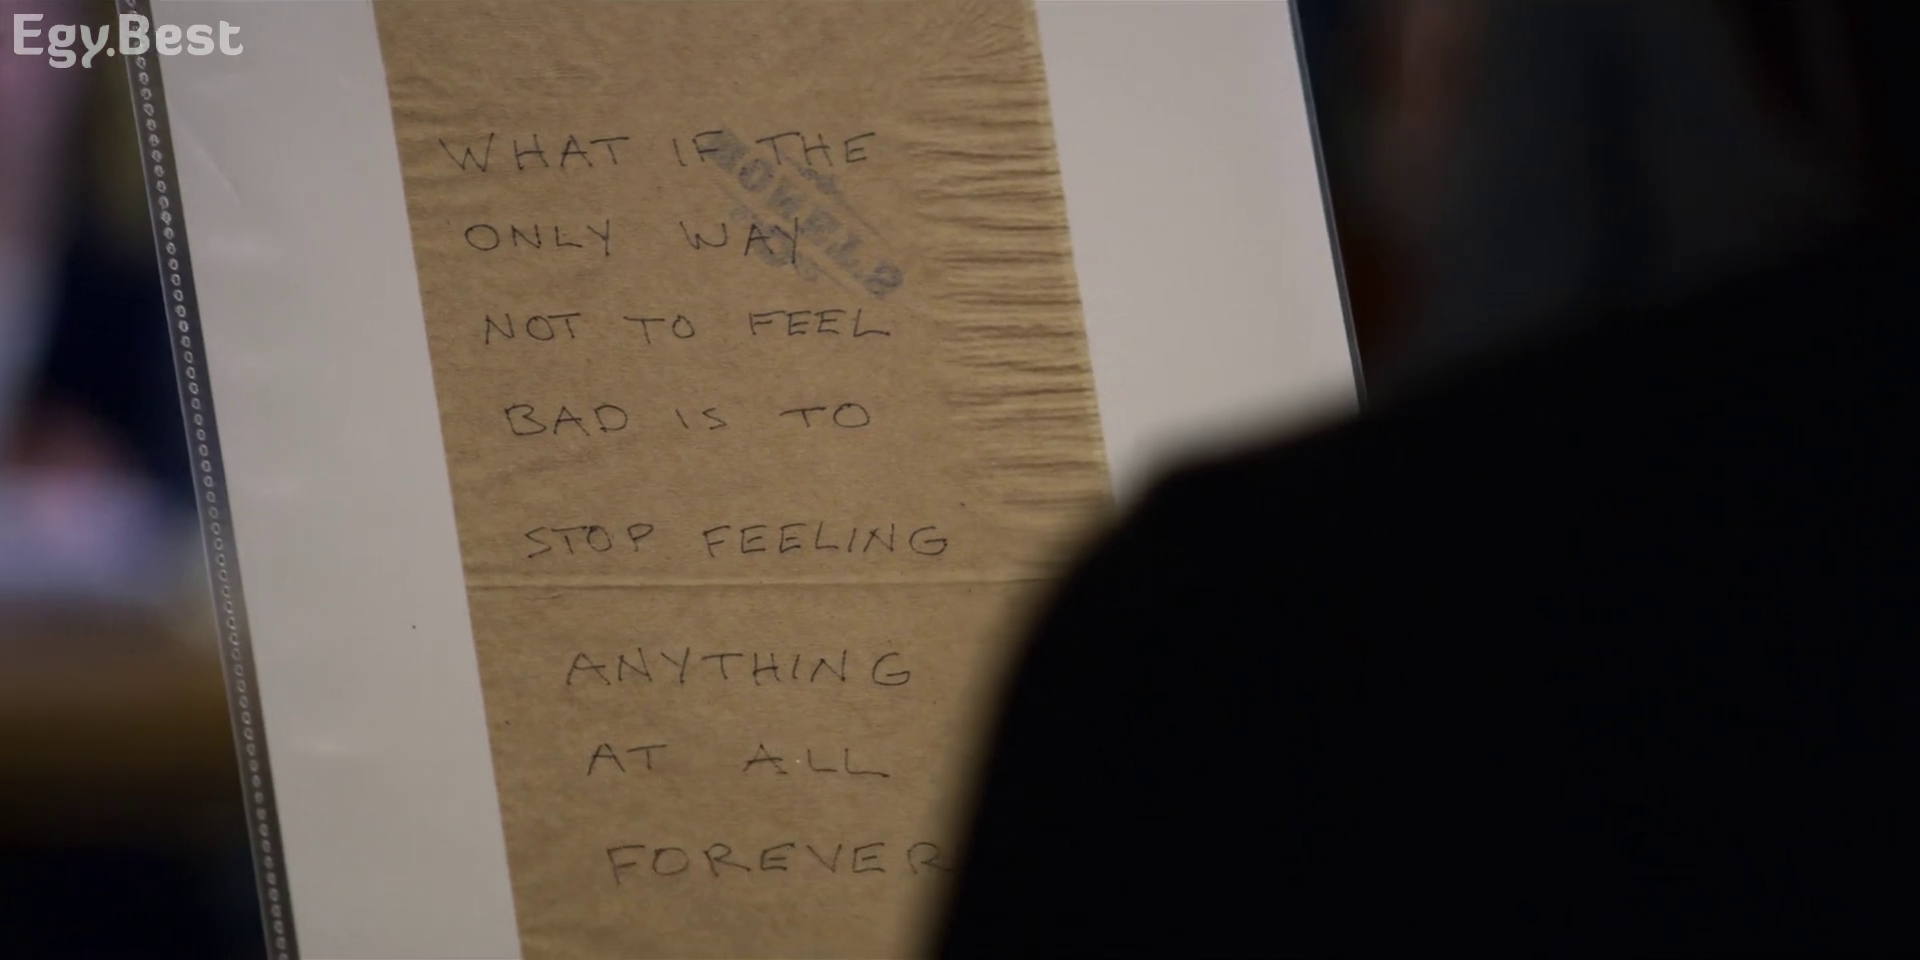 Egy.Best
WHAT IF THE
ONLY WAY
NOT TO FEEL
BAD IS TO
STOP FEELING
ANYTHING
AT ALL
FOREVER